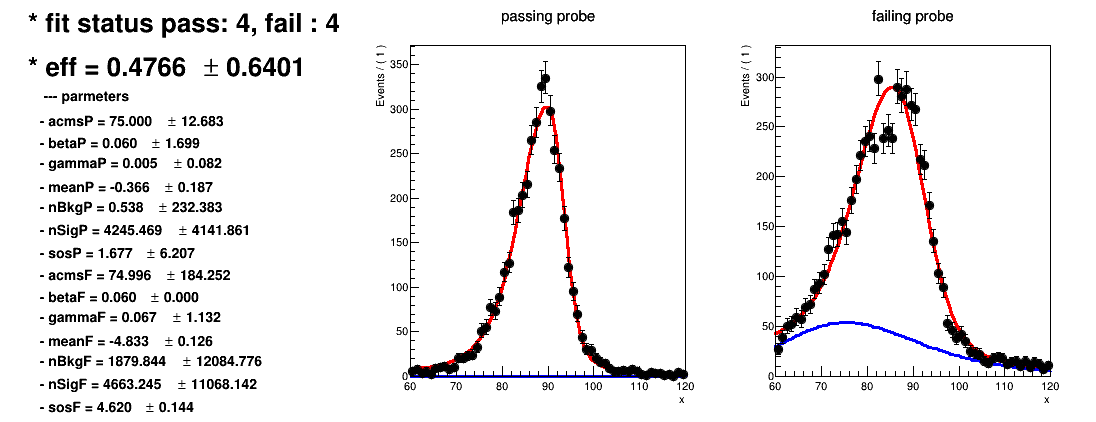 * fit status pass: 4, fail : 4
* eff = 0.4766 ± 0.6401
--- parmeters
- acmsP = 75.000 ± 12.683
- betaP = 0.060 ± 1.699
- gammaP = 0.005 ± 0.082
- meanP = -0.366 ± 0.187
- nBkgP = 0.538 ± 232.383
- nSigP = 4245.469 ± 4141.861
- sosP = 1.677 ± 6.207
- acmsF = 74.996 ± 184.252
- betaF = 0.060 ± 0.000
- gammaF = 0.067 ± 1.132
- meanF = -4.833 ± 0.126
- nBkgF = 1879.844 ± 12084.776
- nSigF = 4663.245 ± 11068.142
- sosF = 4.620 ± 0.144
passing probe
Events / ( 1 )
350
300
250
200
150
100
50
0
60 70 80 90 100 110 120
x
failing probe
Events / ( 1 )
300
250
200
150
100
50
0
60 70 80 90 100 110 120
x